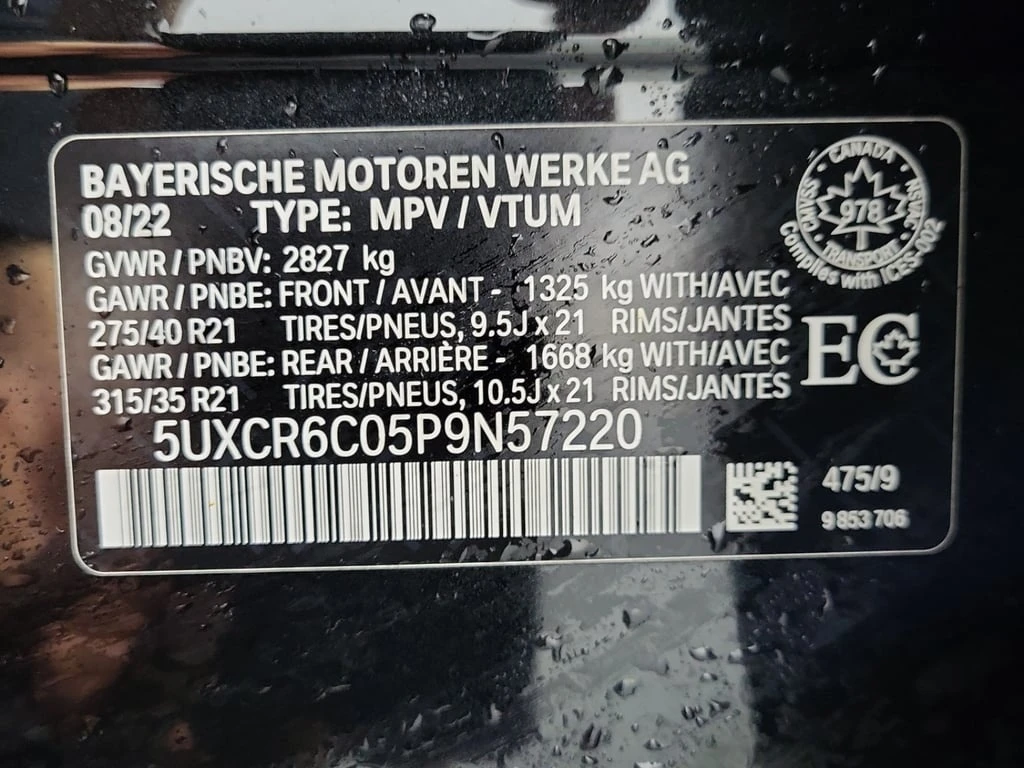 BAYERISCHE MOTOREN WERKE AG
08/22 TYPE: MPV / VTUM
GVWR / PNBV: 2827 kg
GAWR / PNBE: FRONT / AVANT - 1325 kg WITH/AVEC
275/40 R21 TIRES/PNEUS, 9.5J x 21 RIMS/JANTES
GAWR / PNBE: REAR / ARRIÈRE - 1668 kg WITH/AVEC
315/35 R21 TIRES/PNEUS, 10.5J x 21 RIMS/JANTES
5UXCR6C05P9N57220
CANADA
CMVSS
NSVAC
978
TRANSPORT
Complies with ICES-002
EC
475/9
9 853 706